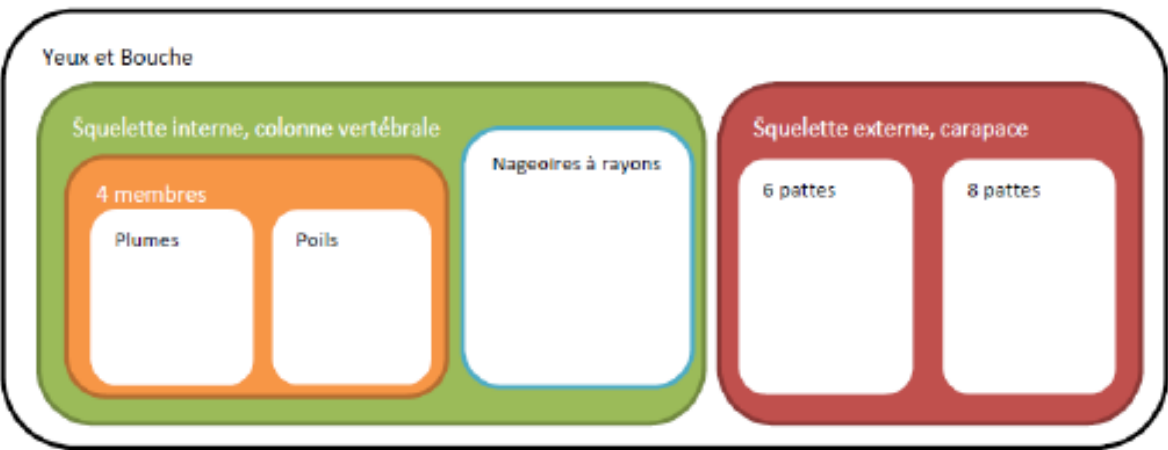 Yeux et Bouche
Squelette interne, colonne vertébrale
Squelette externe, carapace
Nageoires à rayons
4 membres
6 pattes
8 pattes
Plumes
Poils